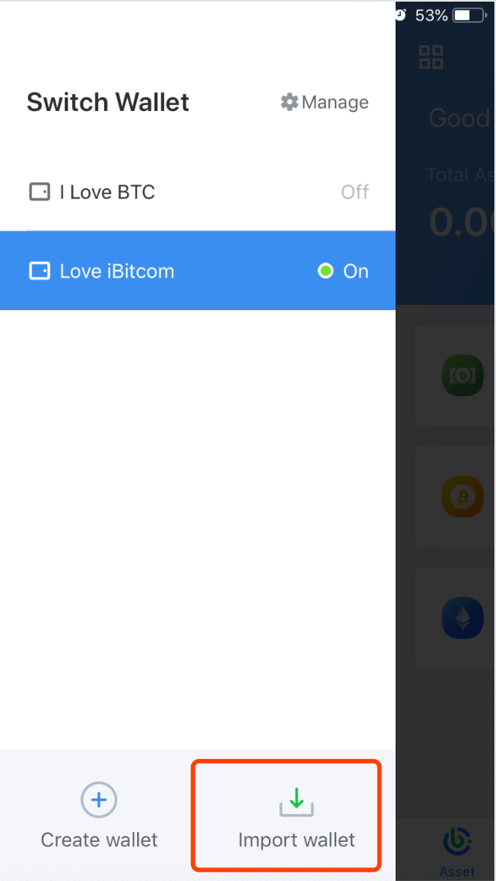 53%
Switch Wallet
Manage
Good
Total As
0.0
I Love BTC
Off
Love iBitcom
On
Create wallet
Import wallet
Asset